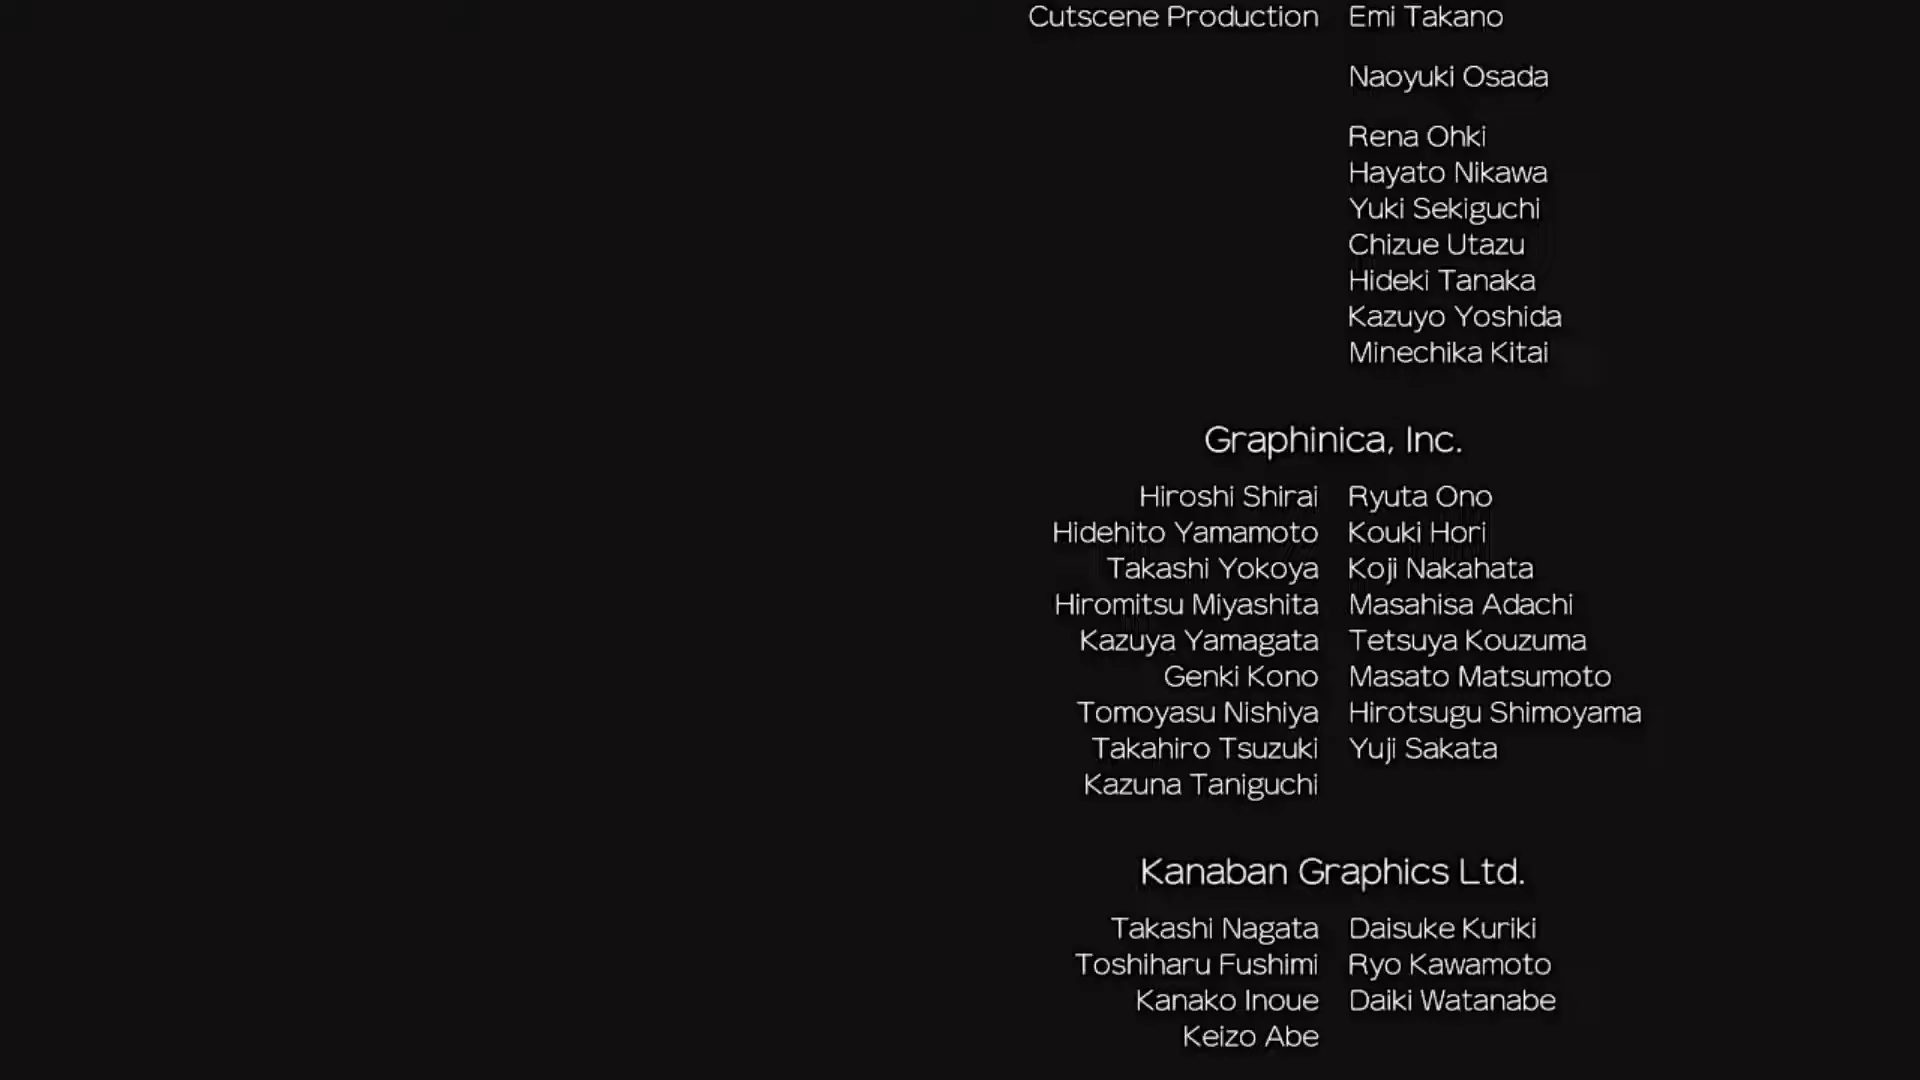 Cutscene Production Emi Takano
Naoyuki Osada
Rena Ohki
Hayato Nikawa
Yuki Sekiguchi
Chizue Utazu
Hideki Tanaka
Kazuyo Yoshida
Minechika Kitai
Graphinica, Inc.
Hiroshi Shirai Ryuta Ono
Hidehito Yamamoto Kouki Hori
Takashi Yokoya Koji Nakahata
Hiromitsu Miyashita Masahisa Adachi
Kazuya Yamagata Tetsuya Kouzuma
Genki Kono Masato Matsumoto
Tomoyasu Nishiya Hirotsugu Shimoyama
Takahiro Tsuzuki Yuji Sakata
Kazuna Taniguchi
Kanaban Graphics Ltd.
Takashi Nagata Daisuke Kuriki
Toshiharu Fushimi Ryo Kawamoto
Kanako Inoue Daiki Watanabe
Keizo Abe